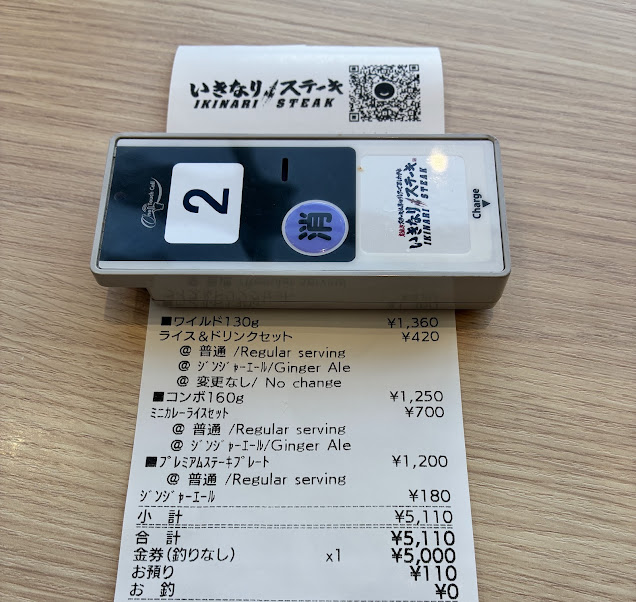 いきなりステーキ
IKINARI STEAK
One Touch Call
2
消
いきなりステーキ
IKINARI STEAK
Charge
■ワイルド130g ¥1,360
ライス&ドリンクセット ¥420
@ 普通 /Regular serving
@ ｼﾞﾝｼﾞｬｰｴｰﾙ/Ginger Ale
@ 変更なし/ No change
■コンボ160g ¥1,250
ﾐﾆｶﾚｰﾗｲｽｾｯﾄ ¥700
@ 普通 /Regular serving
@ ｼﾞﾝｼﾞｬｰｴｰﾙ/Ginger Ale
■ﾌﾟﾚﾐｱﾑｽﾃｰｷﾌﾟﾚｰﾄ ¥1,200
@ 普通 /Regular serving
ｼﾞﾝｼﾞｬｰｴｰﾙ ¥180
小 計 ¥5,110
合 計 ¥5,110
金券(釣りなし) x1 ¥5,000
お預り ¥110
お 釣 ¥0